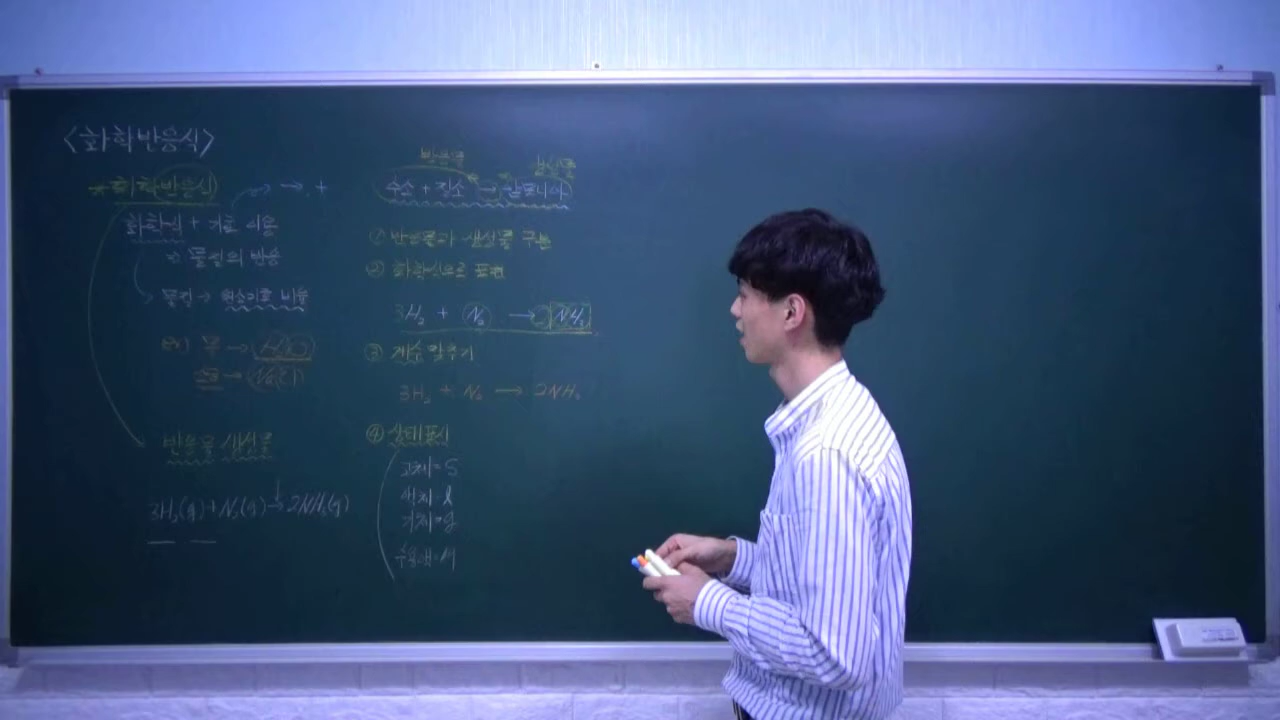 <화학반응식>
화학반응식
→, +
화학식 + 기호 이용
⇒ 물질의 반응
물질 → 원소기호 비율
ex) 물 → H₂O
소금 → NaCl
반응물 생성물
3H₂(g)+N₂(g)→2NH₃(g)
반응물 생성물
수소 + 질소 → 암모니아
① 반응물과 생성물 구분
② 화학식으로 표현
3H₂ + N₂ → 2NH₃
③ 계수 맞추기
3H₂ + N₂ → 2NH₃
④ 상태표시
고체=S
액체=l
기체=g
수용액=